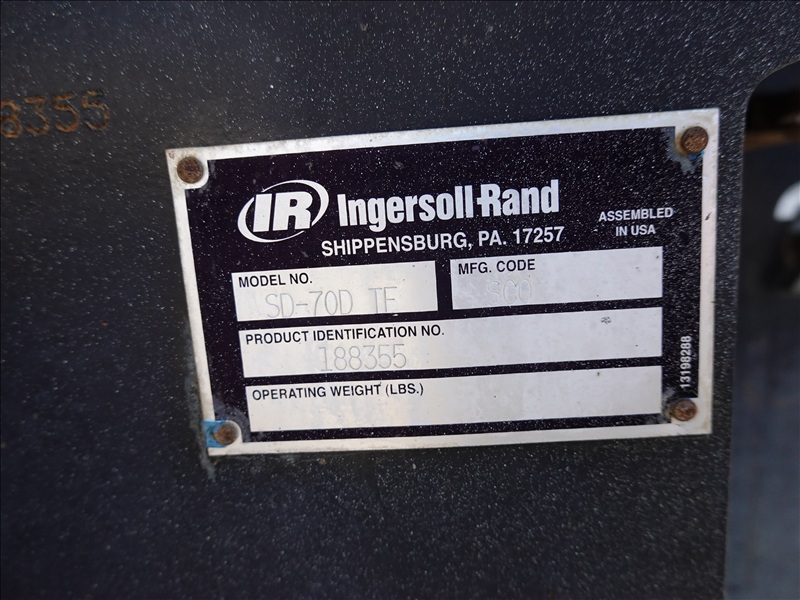 8355
IR Ingersoll-Rand
ASSEMBLED
IN USA
SHIPPENSBURG, PA. 17257
MODEL NO.
SD-70D TF
MFG. CODE
PRODUCT IDENTIFICATION NO.
188355
OPERATING WEIGHT (LBS.)
13198288